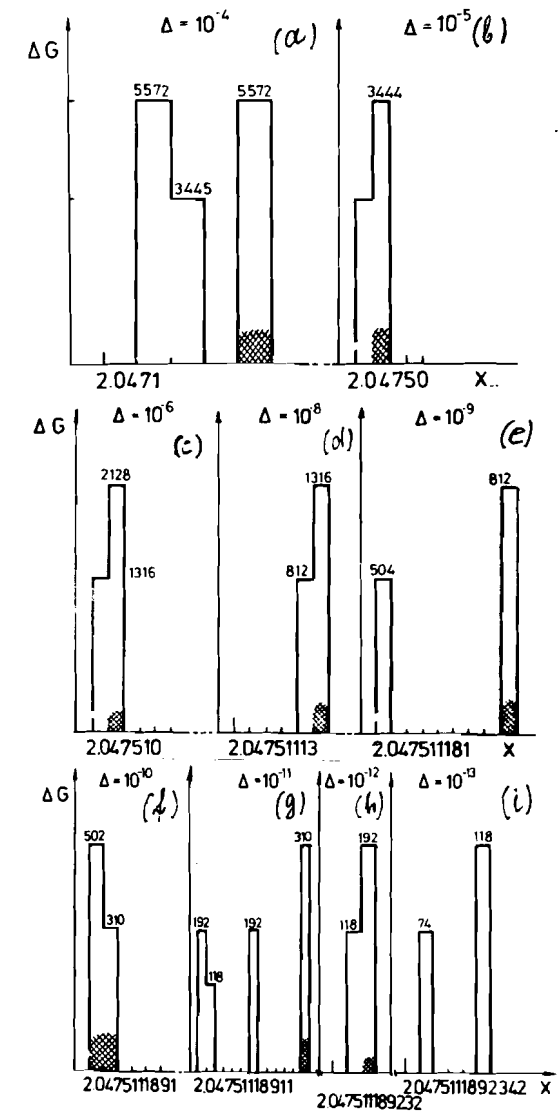 Δ = 10⁻⁴ (a) Δ = 10⁻⁵ (b)
ΔG
5572 5572 3444
3445
2.0471 2.04750 X
Δ = 10⁻⁶ Δ = 10⁻⁸ Δ = 10⁻⁹
ΔG (c) (d) (e)
2128 1316 812
1316 812 504
2.047510 2.04751113 2.047511181 X
Δ = 10⁻¹⁰ Δ = 10⁻¹¹ Δ = 10⁻¹² Δ = 10⁻¹³
ΔG (f) (g) (h) (i)
502 310 192 118
310 192 192 118 74
118
2.0475111891 2.04751118911 2.0475111892342 X
2.047511189232